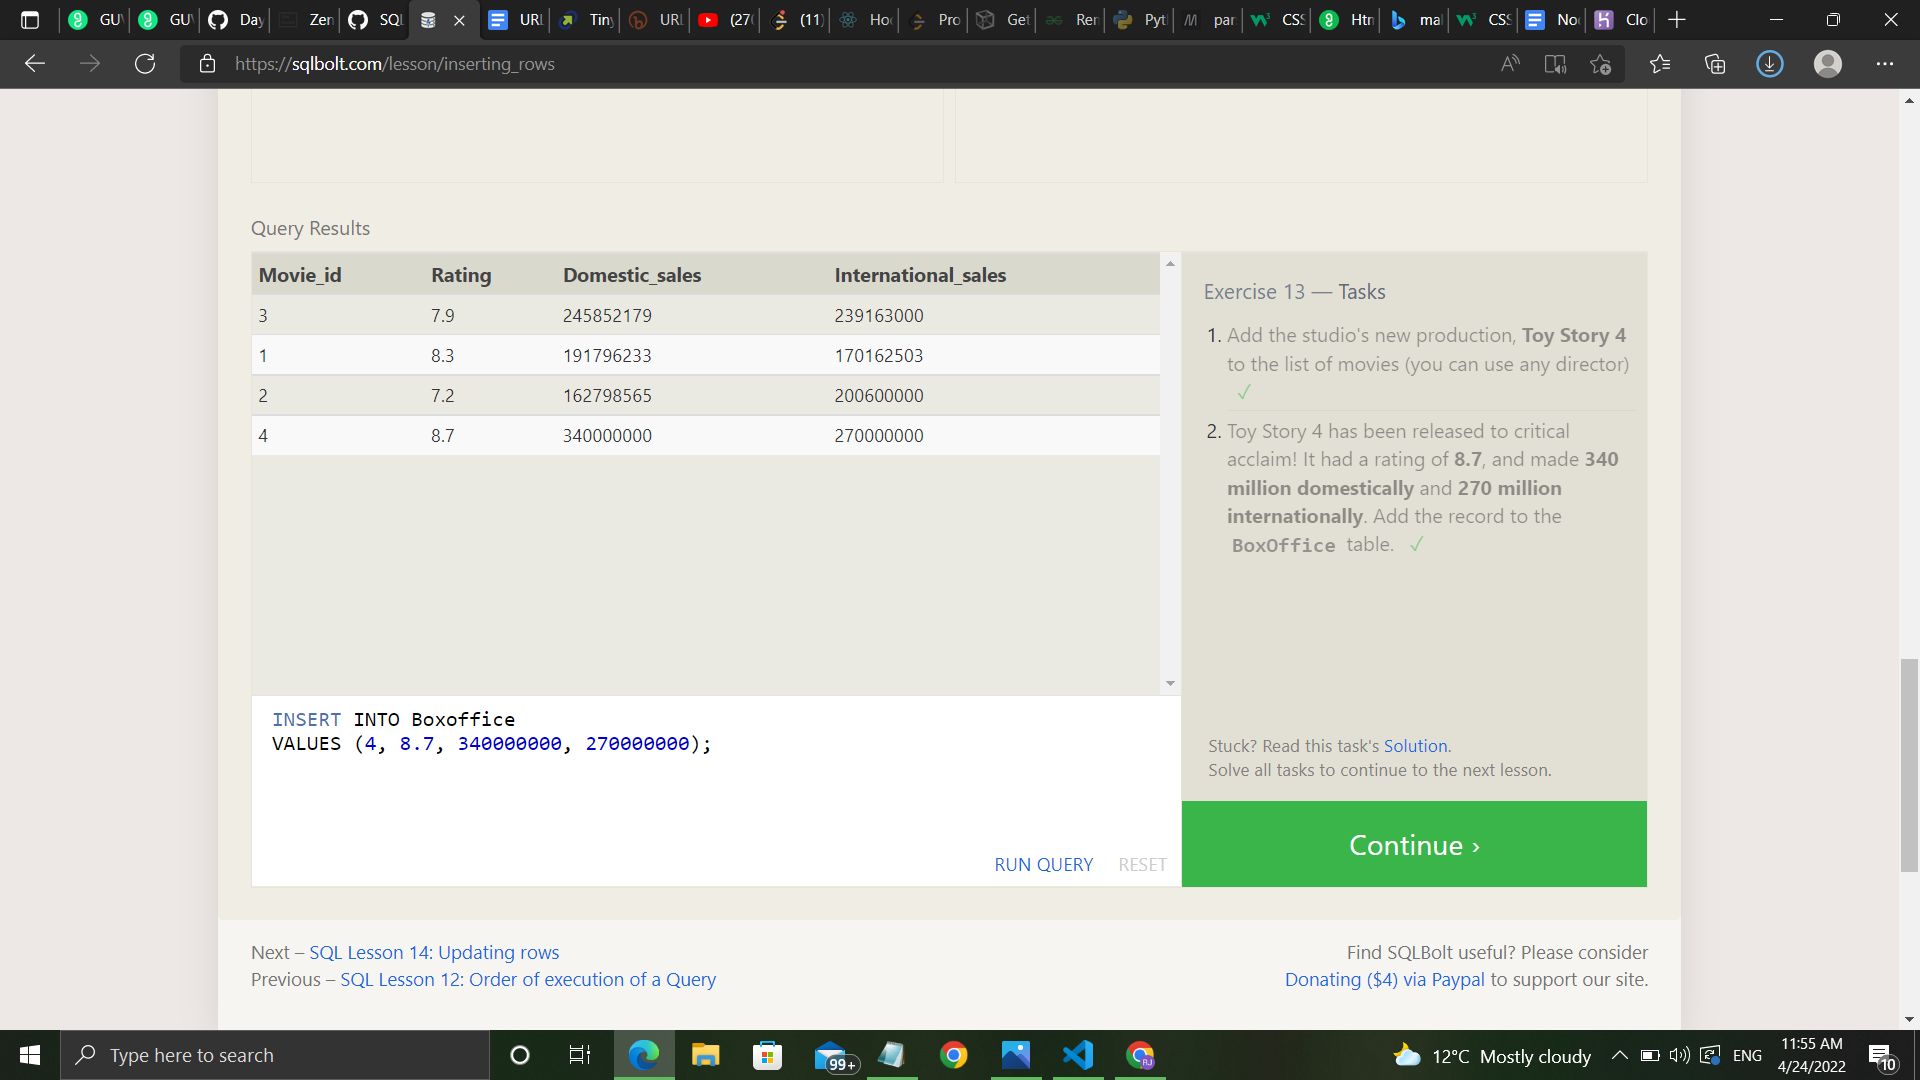 GUV
GUV
Day
Zen
SQL
URL
Tiny
URL
(270
(11)
Hoo
Pro
Get
Ren
Pyt
par
CSS
Htm
CSS
Clo
https://sqlbolt.com/lesson/inserting_rows
Query Results
Movie_id Rating Domestic_sales International_sales
3 7.9 245852179 239163000
1 8.3 191796233 170162503
2 7.2 162798565 200600000
4 8.7 340000000 270000000
INSERT INTO Boxoffice
VALUES (4, 8.7, 340000000, 270000000);
RUN QUERY RESET
Exercise 13 — Tasks
1. Add the studio's new production, Toy Story 4
to the list of movies (you can use any director)
✓
2. Toy Story 4 has been released to critical
acclaim! It had a rating of 8.7, and made 340
million domestically and 270 million
internationally. Add the record to the
BoxOffice table. ✓
Stuck? Read this task's Solution.
Solve all tasks to continue to the next lesson.
Continue ›
Next – SQL Lesson 14: Updating rows
Previous – SQL Lesson 12: Order of execution of a Query
Find SQLBolt useful? Please consider
Donating ($4) via Paypal to support our site.
Type here to search
99+
RJ
12°C Mostly cloudy
ENG
11:55 AM
4/24/2022
10